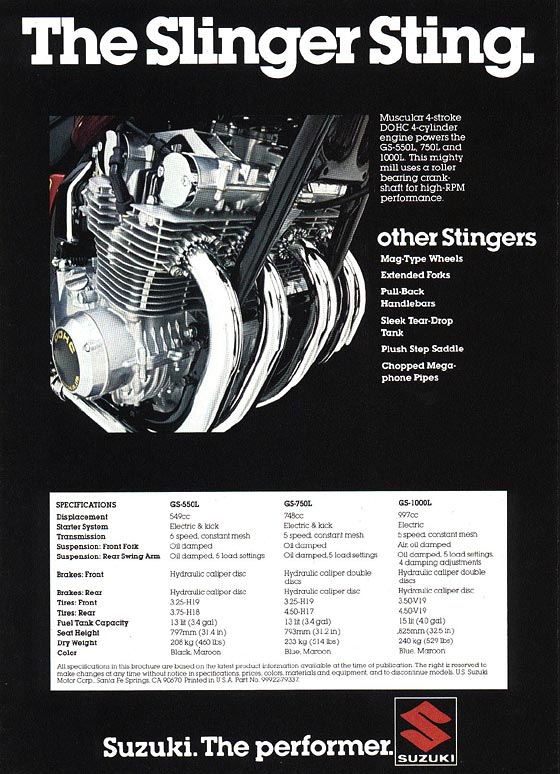 The Slinger Sting.
Muscular 4-stroke
DOHC 4-cylinder
engine powers the
GS-550L, 750L and
1000L. This mighty
mill uses a roller
bearing crank-
shaft for high-RPM
performance.
other Stingers
Mag-Type Wheels
Extended Forks
Pull-Back
Handlebars
Sleek Tear-Drop
Tank
Plush Step Saddle
Chopped Mega-
phone Pipes
DOHC
SPECIFICATIONS GS-550L GS-750L GS-1000L
Displacement 549cc 748cc 997cc
Starter System Electric & kick Electric & kick Electric
Transmission 6 speed, constant mesh 5 speed, constant mesh 5 speed, constant mesh
Suspension: Front Fork Oil damped Oil damped Air, oil damped
Suspension: Rear Swing Arm Oil damped, 5 load settings Oil damped, 5 load settings Oil damped, 5 load settings,
4 damping adjustments
Brakes: Front Hydraulic caliper disc Hydraulic caliper double Hydraulic caliper double
discs discs
Brakes: Rear Hydraulic caliper disc Hydraulic caliper disc Hydraulic caliper disc
Tires: Front 3.25-H19 3.25-H19 3.50-V19
Tires: Rear 3.75-H18 4.50-H17 4.50-V19
Fuel Tank Capacity 13 lit (3.4 gal) 13 lit (3.4 gal) 15 lit (4.0 gal)
Seat Height 797mm (31.4 in) 793mm (31.2 in) 825mm (32.5 in)
Dry Weight 208 kg (460 lbs) 233 kg (514 lbs) 240 kg (529 lbs)
Color Black, Maroon Blue, Maroon Blue, Maroon
All specifications in this brochure are based on the latest product information available at the time of publication. The right is reserved to
make changes at any time without notice in specifications, prices, colors, materials and equipment, and to discontinue models. U.S. Suzuki
Motor Corp., Santa Fe Springs, CA 90670 Printed in U.S.A. Part No. 99922-79337.
Suzuki. The performer.
SUZUKI